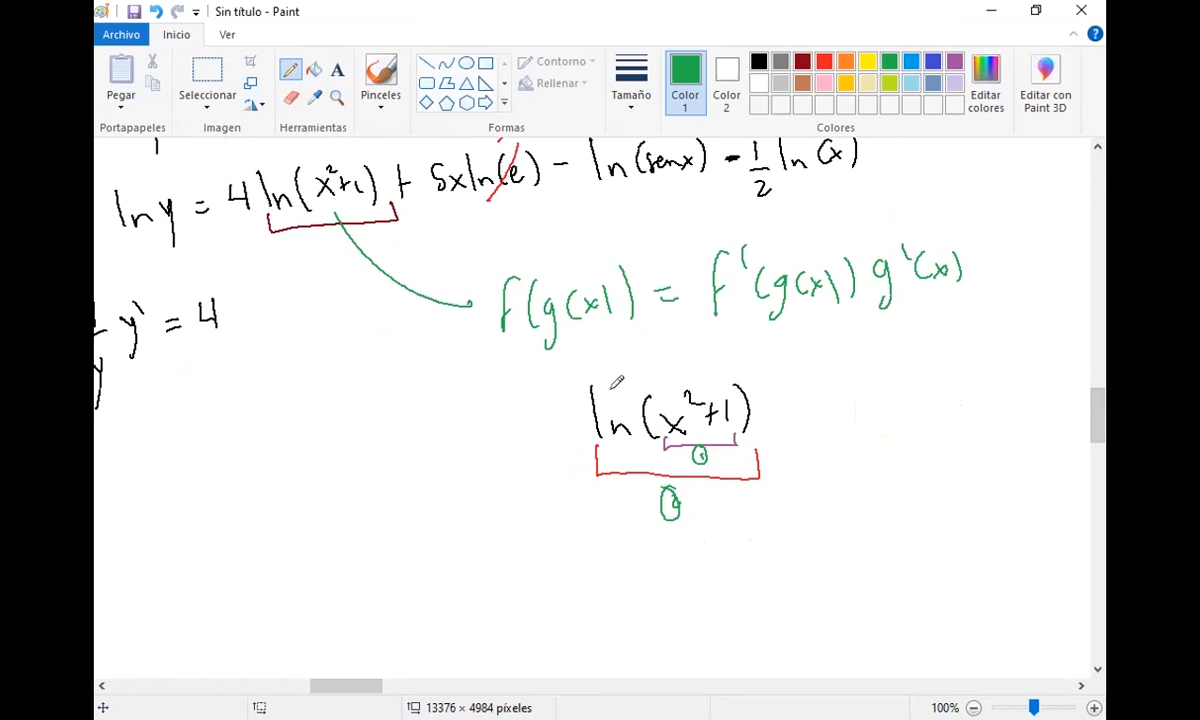 Sin título - Paint
Archivo Inicio Ver
Pegar Seleccionar Pinceles Contorno Rellenar Tamaño Color 1 Color 2 Editar colores Editar con Paint 3D
Portapapeles Imagen Herramientas Formas Colores
ln y = 4 ln(x²+1) + 5x ln(e) - ln(sen x) - 1/2 ln(x)
f(g(x)) = f'(g(x)) g'(x)
1/y y' = 4
ln(x²+1)
13376 × 4984 píxeles 100%